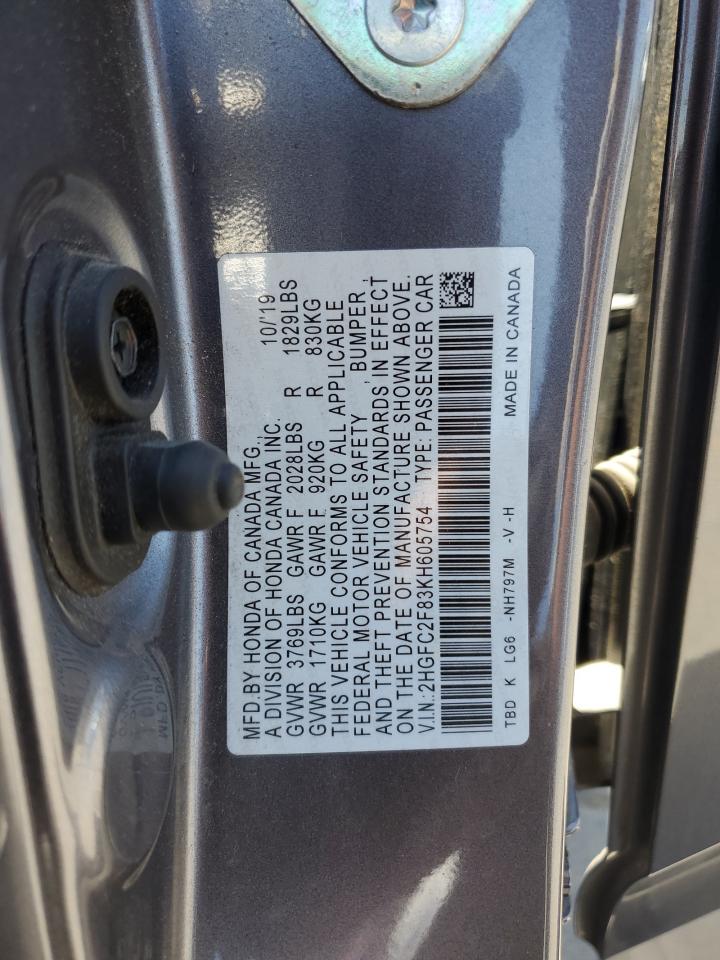 MFD. BY HONDA OF CANADA MFG., 10/'19
A DIVISION OF HONDA CANADA INC.
GVWR 3769LBS GAWR F 2028LBS R 1829LBS
GVWR 1710KG GAWR F 920KG R 830KG
THIS VEHICLE CONFORMS TO ALL APPLICABLE
FEDERAL MOTOR VEHICLE SAFETY , BUMPER ,
AND THEFT PREVENTION STANDARDS IN EFFECT
ON THE DATE OF MANUFACTURE SHOWN ABOVE.
V.I.N.:2HGFC2F83KH605754 TYPE: PASSENGER CAR
TBD K LG6 -NH797M -V -H MADE IN CANADA